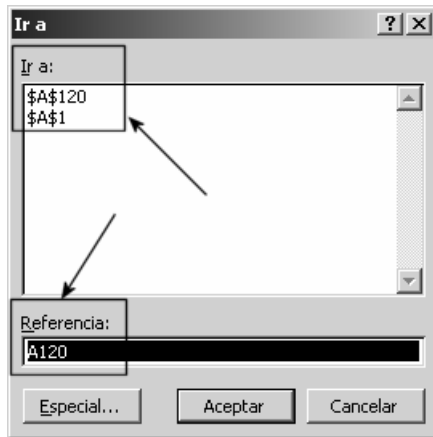 Ir a
Ir a:
$A$120
$A$1
Referencia:
A120
Especial...
Aceptar
Cancelar